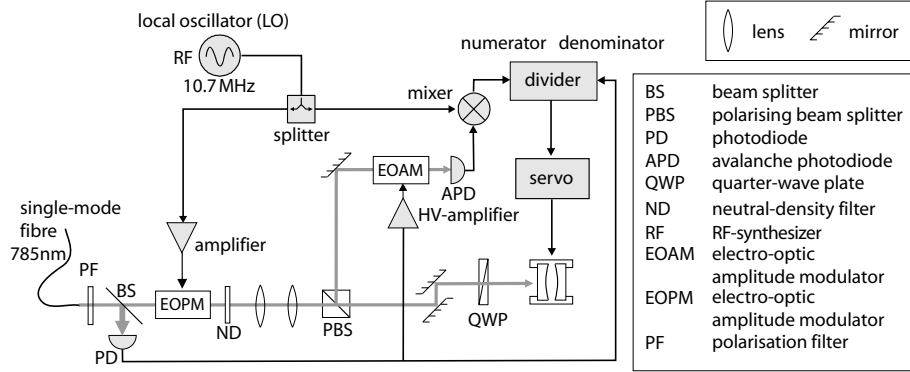 local oscillator (LO)
RF
10.7 MHz
splitter
mixer
numerator denominator
divider
servo
EOAM
APD
HV-amplifier
single-mode
fibre
785nm
amplifier
PF
BS
EOPM
ND
PBS
QWP
PD
lens
mirror
BS beam splitter
PBS polarising beam splitter
PD photodiode
APD avalanche photodiode
QWP quarter-wave plate
ND neutral-density filter
RF RF-synthesizer
EOAM electro-optic
amplitude modulator
EOPM electro-optic
amplitude modulator
PF polarisation filter